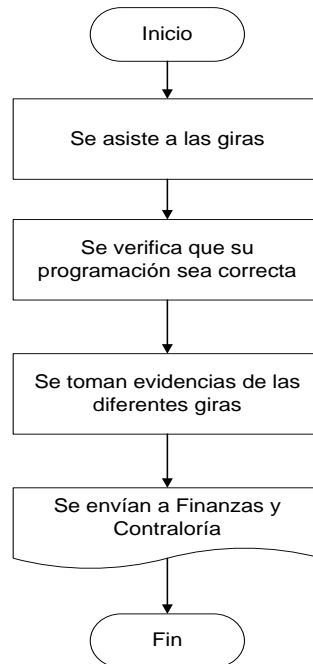 Inicio
Se asiste a las giras
Se verifica que su
programación sea correcta
Se toman evidencias de las
diferentes giras
Se envían a Finanzas y
Contraloría
Fin